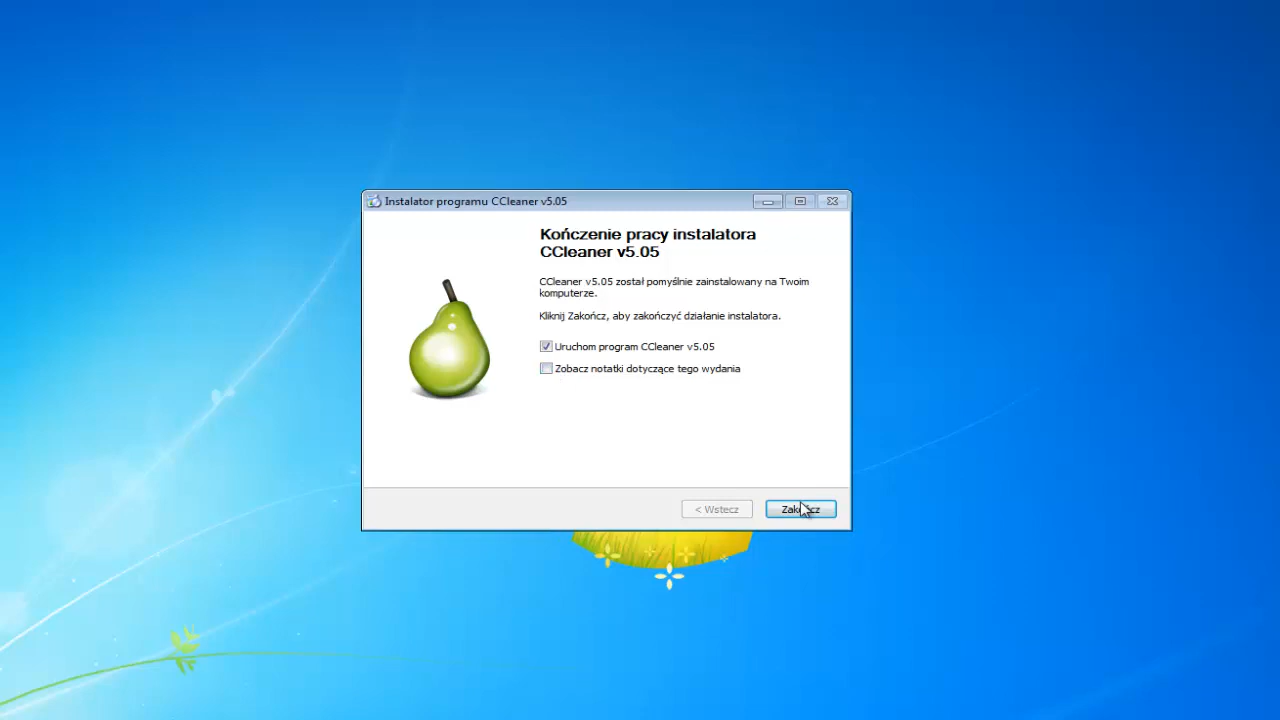 Instalator programu CCleaner v5.05
Kończenie pracy instalatora
CCleaner v5.05
CCleaner v5.05 został pomyślnie zainstalowany na Twoim
komputerze.
Kliknij Zakończ, aby zakończyć działanie instalatora.
Uruchom program CCleaner v5.05
Zobacz notatki dotyczące tego wydania
< Wstecz
Zakończ